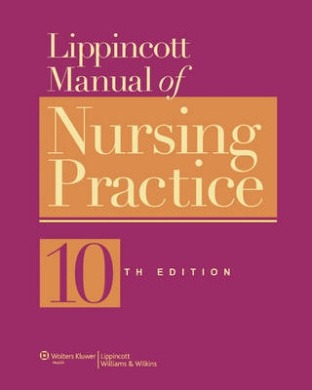 Lippincott
Manual of
Nursing
Practice
10TH EDITION
Wolters Kluwer
Health
Lippincott
Williams & Wilkins